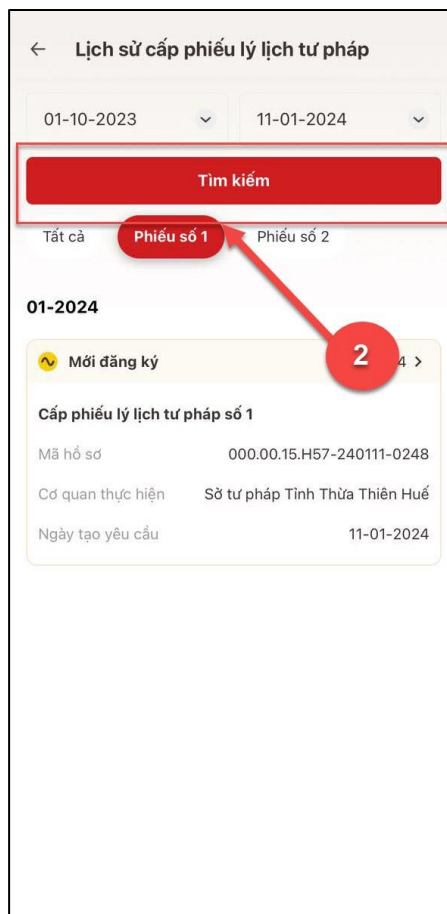 Lịch sử cấp phiếu lý lịch tư pháp
01-10-2023 11-01-2024
Tìm kiếm
Tất cả Phiếu số 1 Phiếu số 2
01-2024
Mới đăng ký 4
2
Cấp phiếu lý lịch tư pháp số 1
Mã hồ sơ 000.00.15.H57-240111-0248
Cơ quan thực hiện Sở tư pháp Tỉnh Thừa Thiên Huế
Ngày tạo yêu cầu 11-01-2024